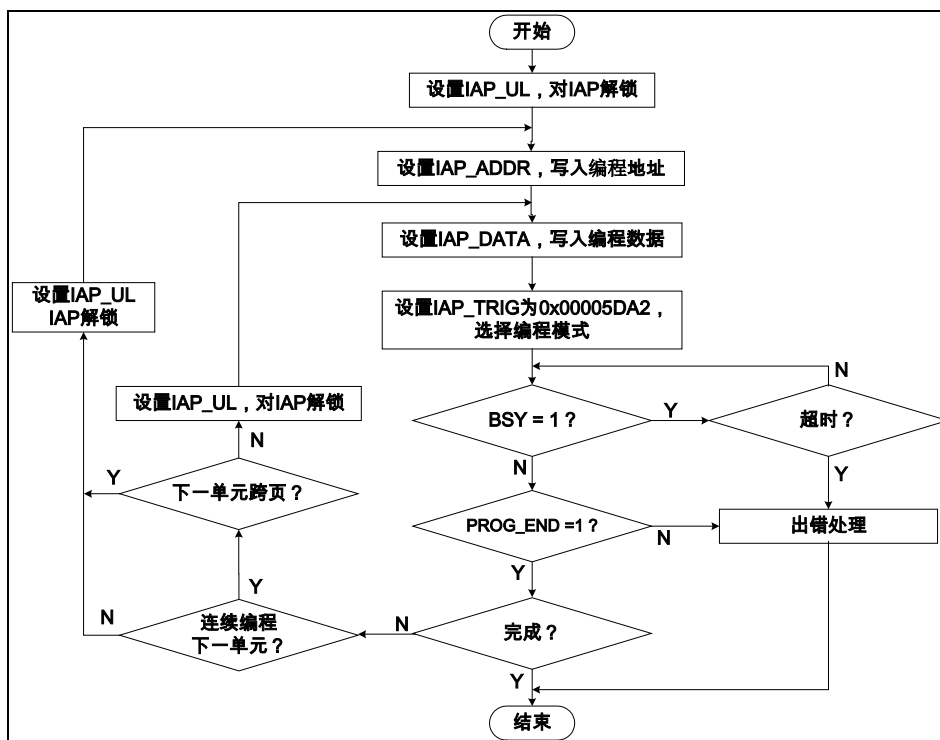 开始
设置IAP_UL，对IAP解锁
设置IAP_ADDR，写入编程地址
设置IAP_DATA，写入编程数据
设置IAP_UL
IAP解锁
设置IAP_TRIG为0x00005DA2，
选择编程模式
N
设置IAP_UL，对IAP解锁
BSY = 1？
Y
超时？
N
Y
N
Y
下一单元跨页？
PROG_END =1？
N
出错处理
Y
Y
N
连续编程
下一单元？
N
完成？
Y
结束